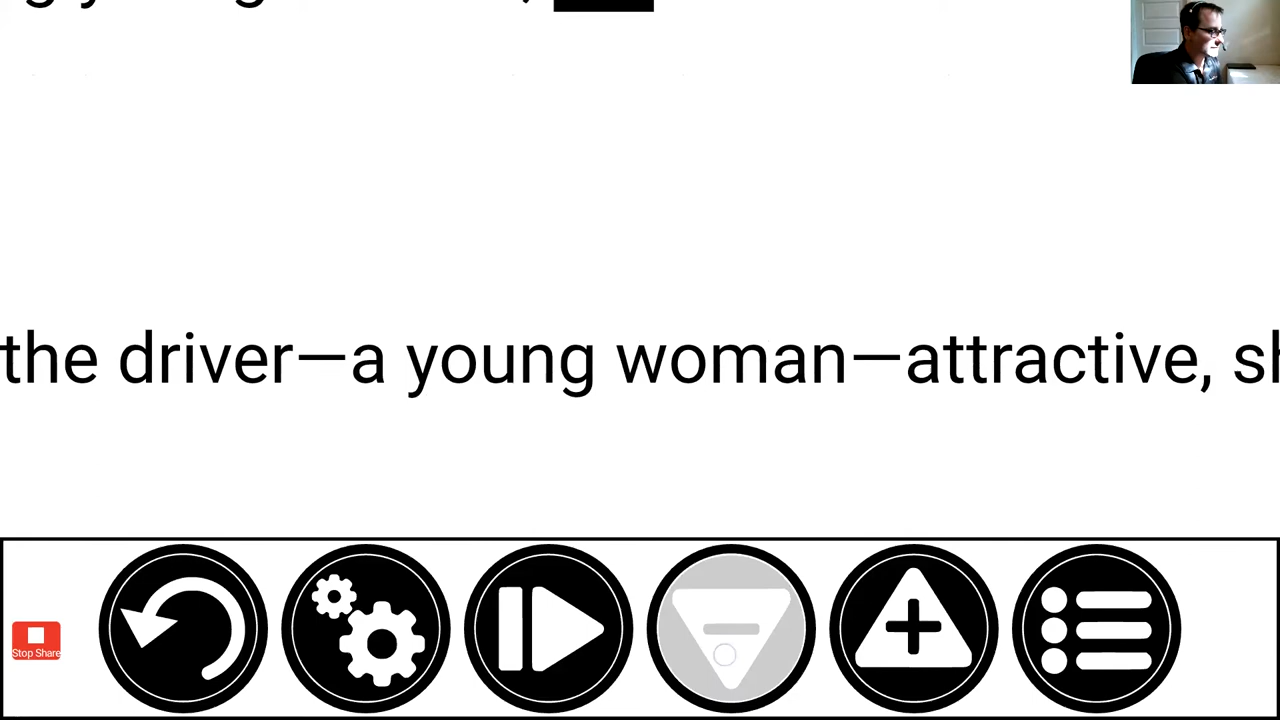 the driver—a young woman—attractive,
Stop Share